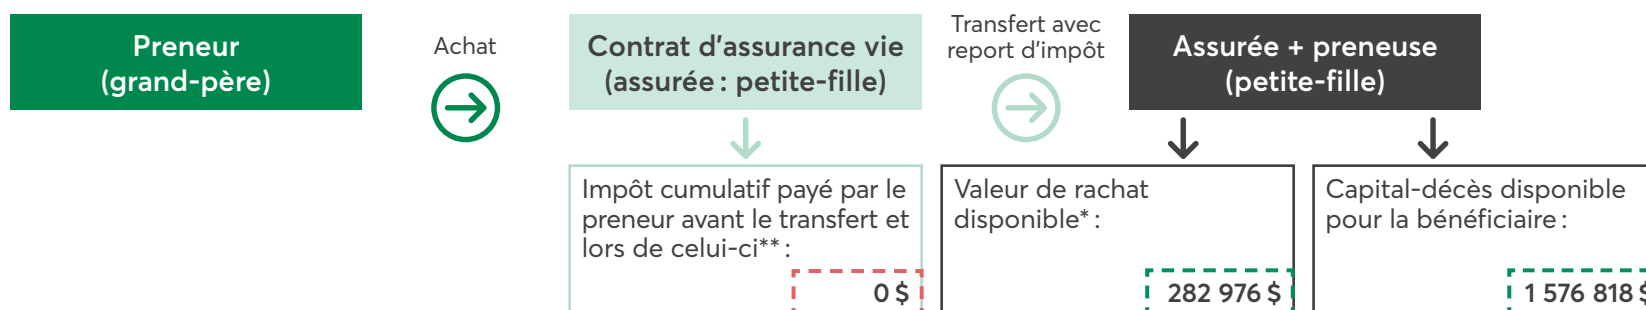 Preneur
(grand-père)
Achat
Contrat d'assurance vie
(assurée : petite-fille)
Transfert avec
report d'impôt
Assurée + preneuse
(petite-fille)
Impôt cumulatif payé par le
preneur avant le transfert et
lors de celui-ci** :
0 $
Valeur de rachat
disponible* :
282 976 $
Capital-décès disponible
pour la bénéficiaire :
1 576 818 $